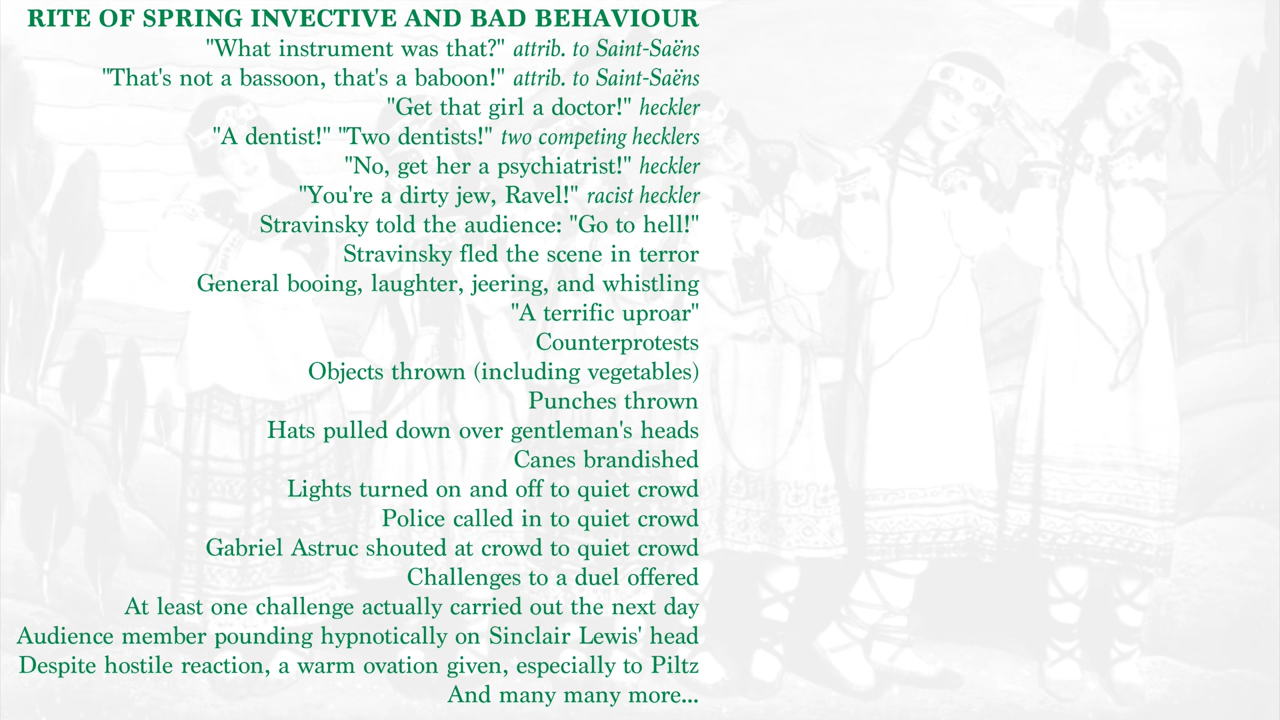 RITE OF SPRING INVECTIVE AND BAD BEHAVIOUR
"What instrument was that?" attrib. to Saint-Saëns
"That's not a bassoon, that's a baboon!" attrib. to Saint-Saëns
"Get that girl a doctor!" heckler
"A dentist!" "Two dentists!" two competing hecklers
"No, get her a psychiatrist!" heckler
"You're a dirty jew, Ravel!" racist heckler
Stravinsky told the audience: "Go to hell!"
Stravinsky fled the scene in terror
General booing, laughter, jeering, and whistling
"A terrific uproar"
Counterprotests
Objects thrown (including vegetables)
Punches thrown
Hats pulled down over gentleman's heads
Canes brandished
Lights turned on and off to quiet crowd
Police called in to quiet crowd
Gabriel Astruc shouted at crowd to quiet crowd
Challenges to a duel offered
At least one challenge actually carried out the next day
Audience member pounding hypnotically on Sinclair Lewis' head
Despite hostile reaction, a warm ovation given, especially to Piltz
And many many more...